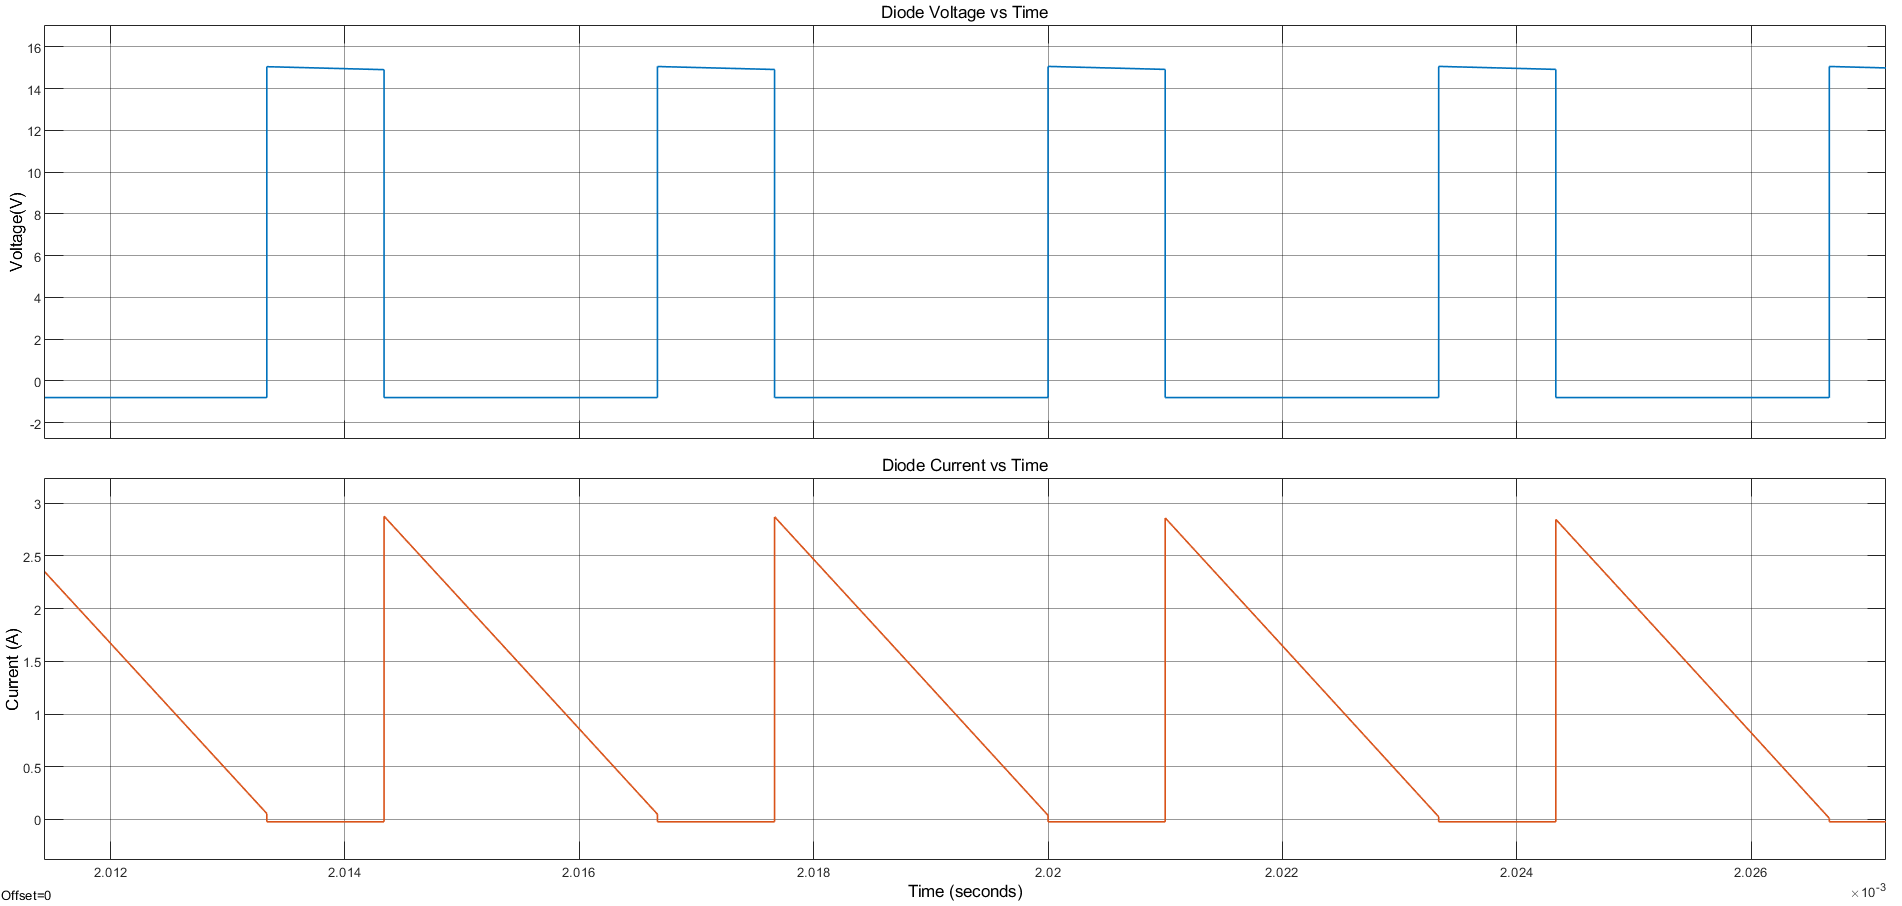 Diode Voltage vs Time
16
14
12
10
8
6
4
2
0
-2
Voltage(V)
Diode Current vs Time
3
2.5
2
1.5
1
0.5
0
Current (A)
2.012 2.014 2.016 2.018 2.02 2.022 2.024 2.026
Time (seconds)
×10⁻³
Offset=0